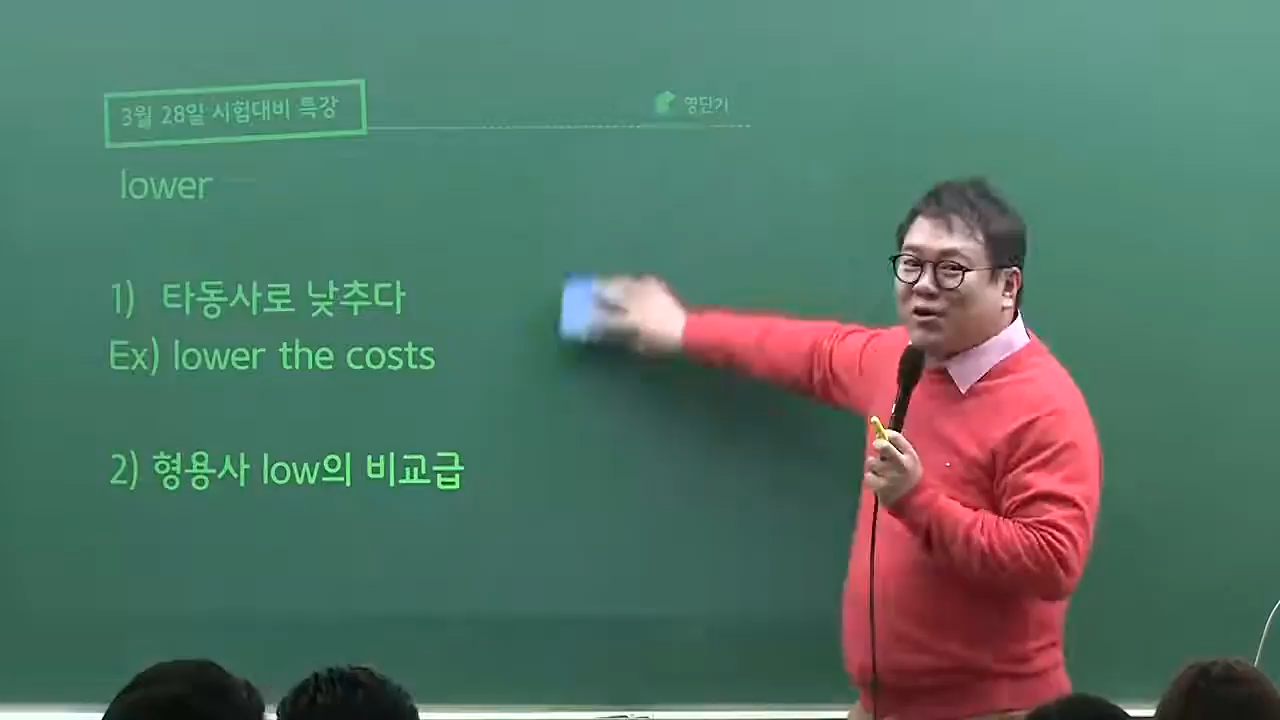 3월 28일 시험대비 특강
영단기
lower
1) 타동사로 낮추다
Ex) lower the costs
2) 형용사 low의 비교급